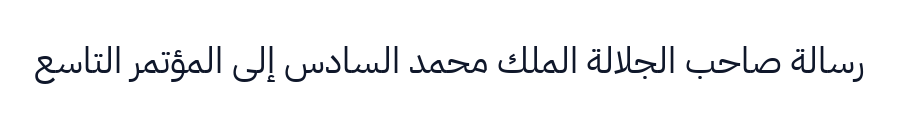 رسالة صاحب الجلالة الملك محمد السادس إلى المؤتمر التاسع